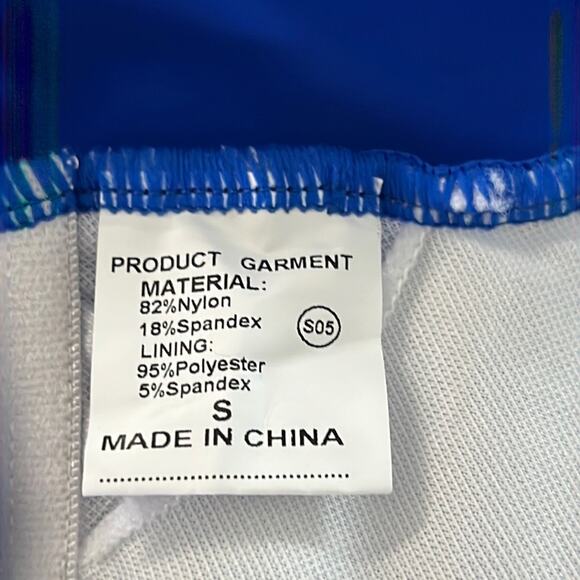 PRODUCT GARMENT
MATERIAL:
82%Nylon
18%Spandex
S05
LINING:
95%Polyester
5%Spandex
S
MADE IN CHINA